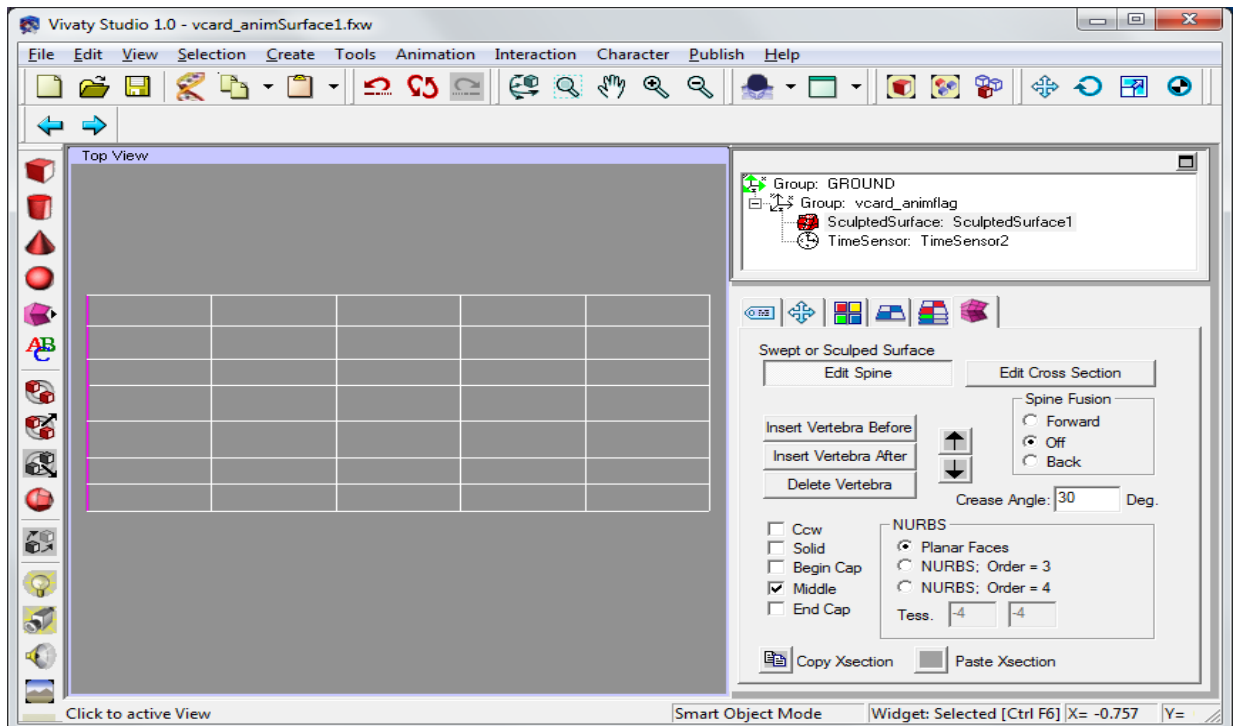 Vivaty Studio 1.0 - vcard_animSurface1.fxw
File Edit View Selection Create Tools Animation Interaction Character Publish Help
Top View
Group: GROUND
Group: vcard_animflag
SculptedSurface: SculptedSurface1
TimeSensor: TimeSensor2
ABC
Swept or Sculped Surface
Edit Spine Edit Cross Section
Spine Fusion
Insert Vertebra Before Forward
Off
Insert Vertebra After Back
Delete Vertebra
Crease Angle: 30 Deg.
Ccw NURBS
Solid Planar Faces
Begin Cap NURBS; Order = 3
Middle NURBS; Order = 4
End Cap Tess. -4 -4
Copy Xsection Paste Xsection
Click to active View Smart Object Mode Widget: Selected [Ctrl F6] X= -0.757 Y=